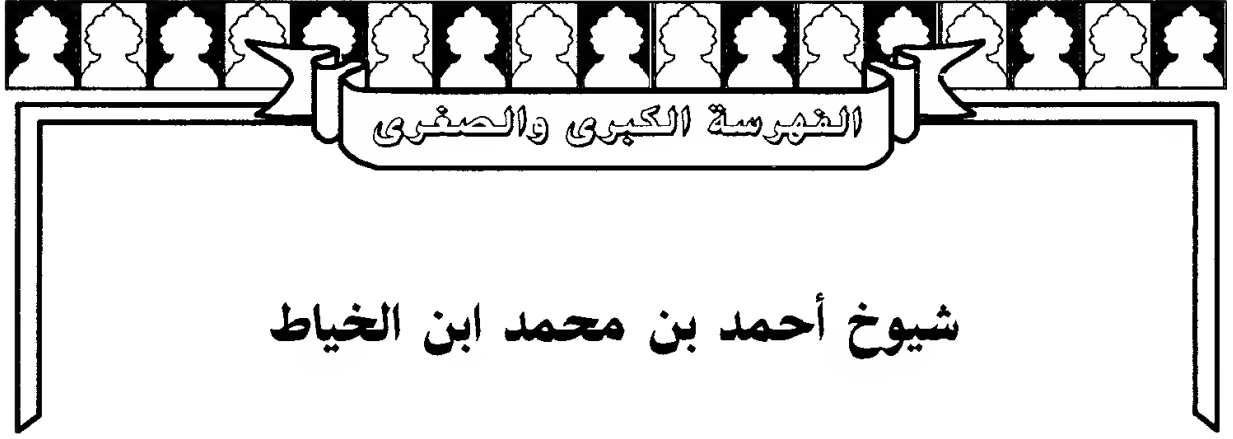 الفهرسة الكبرى والصغرى
شيوخ أحمد بن محمد ابن الخياط